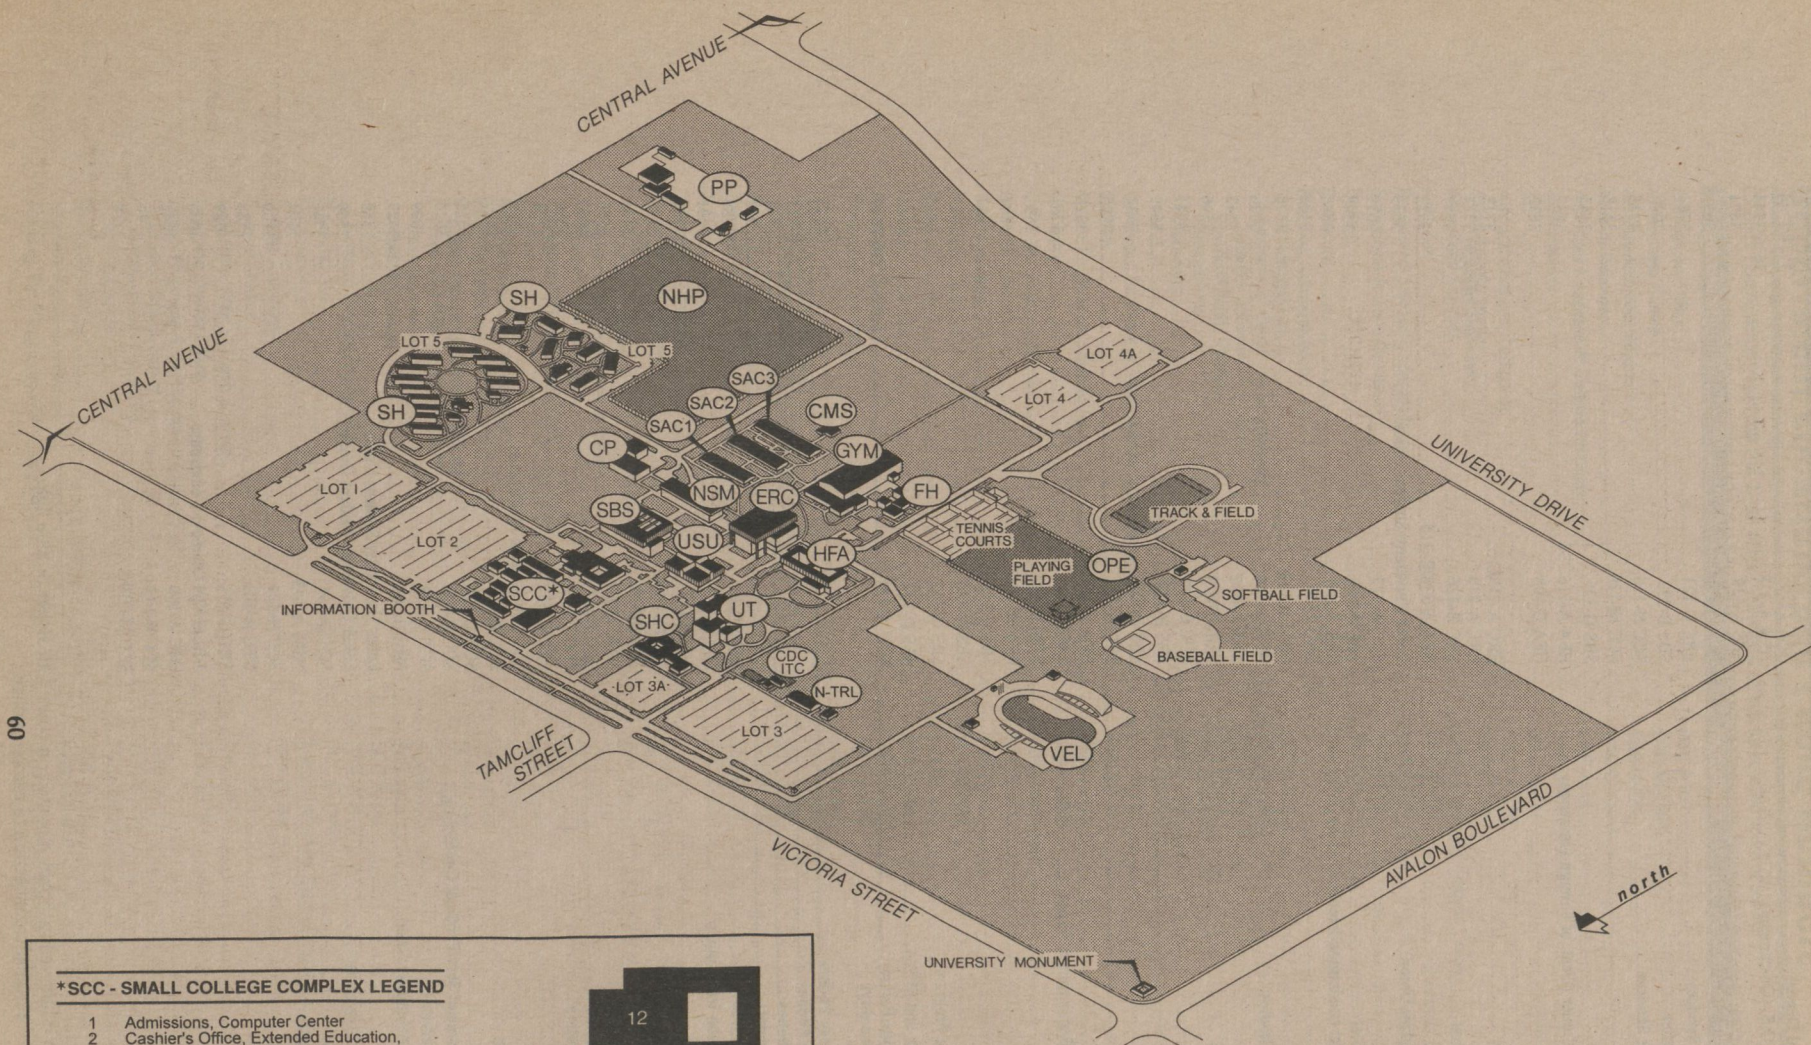 CENTRAL AVENUE
PP
NHP
SH
LOT 5
LOT 5
CENTRAL AVENUE
SH
LOT 4A
LOT 4
SAC3
SAC2
SAC1
CMS
CP
GYM
UNIVERSITY DRIVE
NSM
ERC
FH
LOT 1
SBS
TRACK & FIELD
LOT 2
USU
TENNIS
COURTS
HFA
PLAYING
FIELD
OPE
SCC*
SOFTBALL FIELD
INFORMATION BOOTH
UT
SHC
BASEBALL FIELD
CDC
ITC
LOT 3A
N-TRL
60
LOT 3
VEL
TAMCLIFF
STREET
VICTORIA STREET
AVALON BOULEVARD
north
UNIVERSITY MONUMENT
*SCC - SMALL COLLEGE COMPLEX LEGEND
1 Admissions, Computer Center
2 Cashier's Office, Extended Education,
12